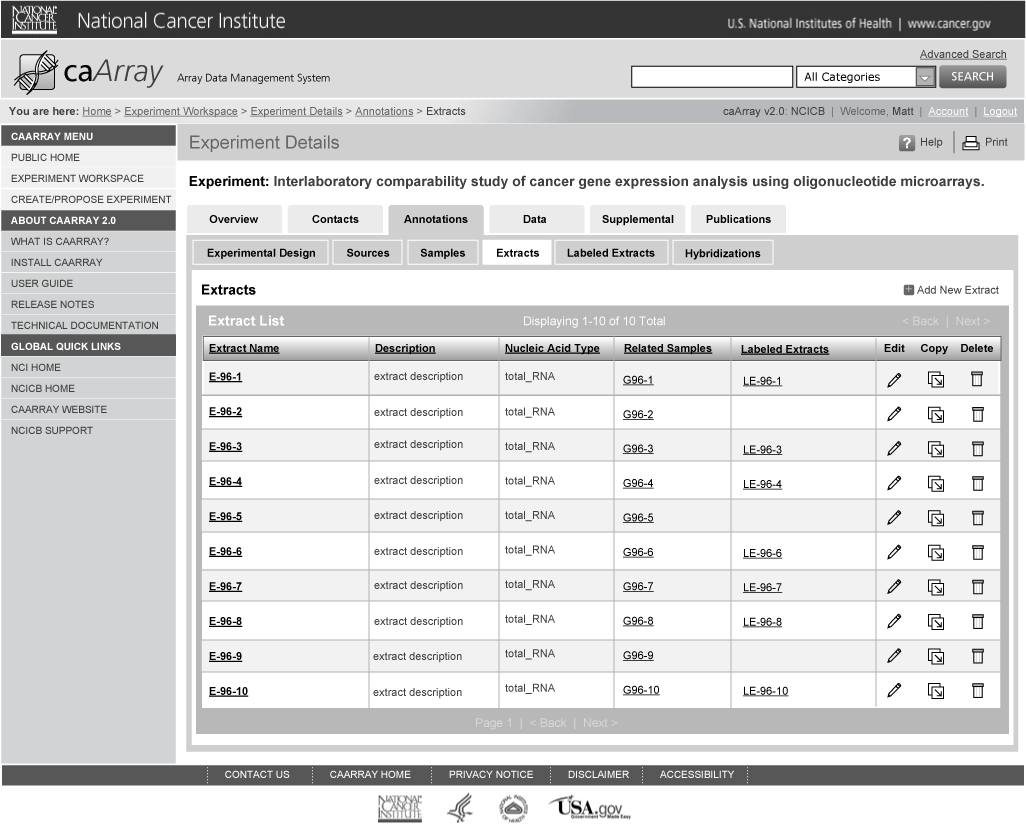 NATIONAL CANCER INSTITUTE National Cancer Institute U.S. National Institutes of Health | www.cancer.gov
Advanced Search
caArray Array Data Management System All Categories SEARCH
You are here: Home > Experiment Workspace > Experiment Details > Annotations > Extracts caArray v2.0: NCICB | Welcome, Matt | Account | Logout
CAARRAY MENU
PUBLIC HOME
EXPERIMENT WORKSPACE
CREATE/PROPOSE EXPERIMENT
ABOUT CAARRAY 2.0
WHAT IS CAARRAY?
INSTALL CAARRAY
USER GUIDE
RELEASE NOTES
TECHNICAL DOCUMENTATION
GLOBAL QUICK LINKS
NCI HOME
NCICB HOME
CAARRAY WEBSITE
NCICB SUPPORT
Experiment Details ? Help Print
Experiment: Interlaboratory comparability study of cancer gene expression analysis using oligonucleotide microarrays.
Overview Contacts Annotations Data Supplemental Publications
Experimental Design Sources Samples Extracts Labeled Extracts Hybridizations
Extracts Add New Extract
Extract List Displaying 1-10 of 10 Total < Back | Next >
Extract Name Description Nucleic Acid Type Related Samples Labeled Extracts Edit Copy Delete
E-96-1 extract description total_RNA G96-1 LE-96-1
E-96-2 extract description total_RNA G96-2
E-96-3 extract description total_RNA G96-3 LE-96-3
E-96-4 extract description total_RNA G96-4 LE-96-4
E-96-5 extract description total_RNA G96-5
E-96-6 extract description total_RNA G96-6 LE-96-6
E-96-7 extract description total_RNA G96-7 LE-96-7
E-96-8 extract description total_RNA G96-8 LE-96-8
E-96-9 extract description total_RNA G96-9
E-96-10 extract description total_RNA G96-10 LE-96-10
Page 1 | < Back | Next >
CONTACT US CAARRAY HOME PRIVACY NOTICE DISCLAIMER ACCESSIBILITY
NATIONAL CANCER INSTITUTE USA.gov
Government Made Easy